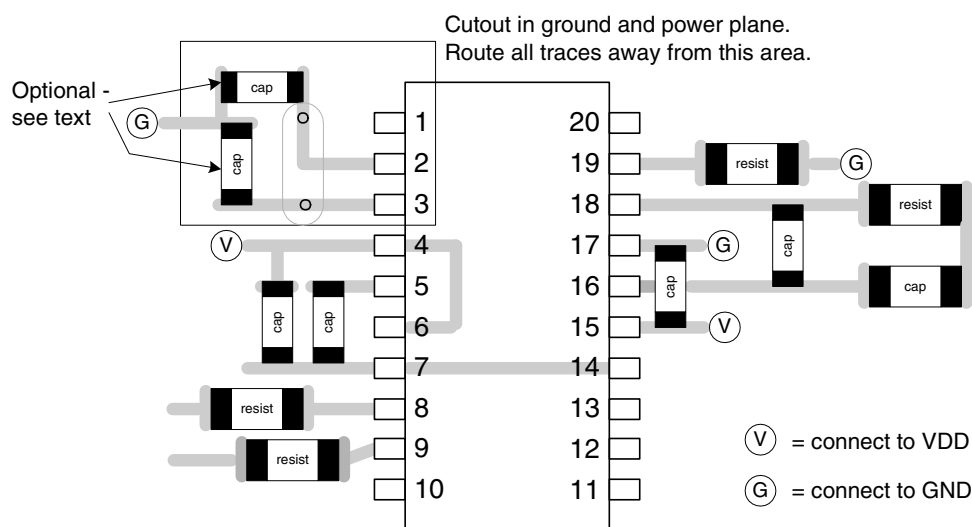 Cutout in ground and power plane.
Route all traces away from this area.
Optional -
see text
G
cap
cap
1
2
3
4
5
6
7
8
9
10
20
19
18
17
16
15
14
13
12
11
resist
G
resist
cap
cap
G
cap
V
V
cap
cap
resist
resist
V = connect to VDD
G = connect to GND